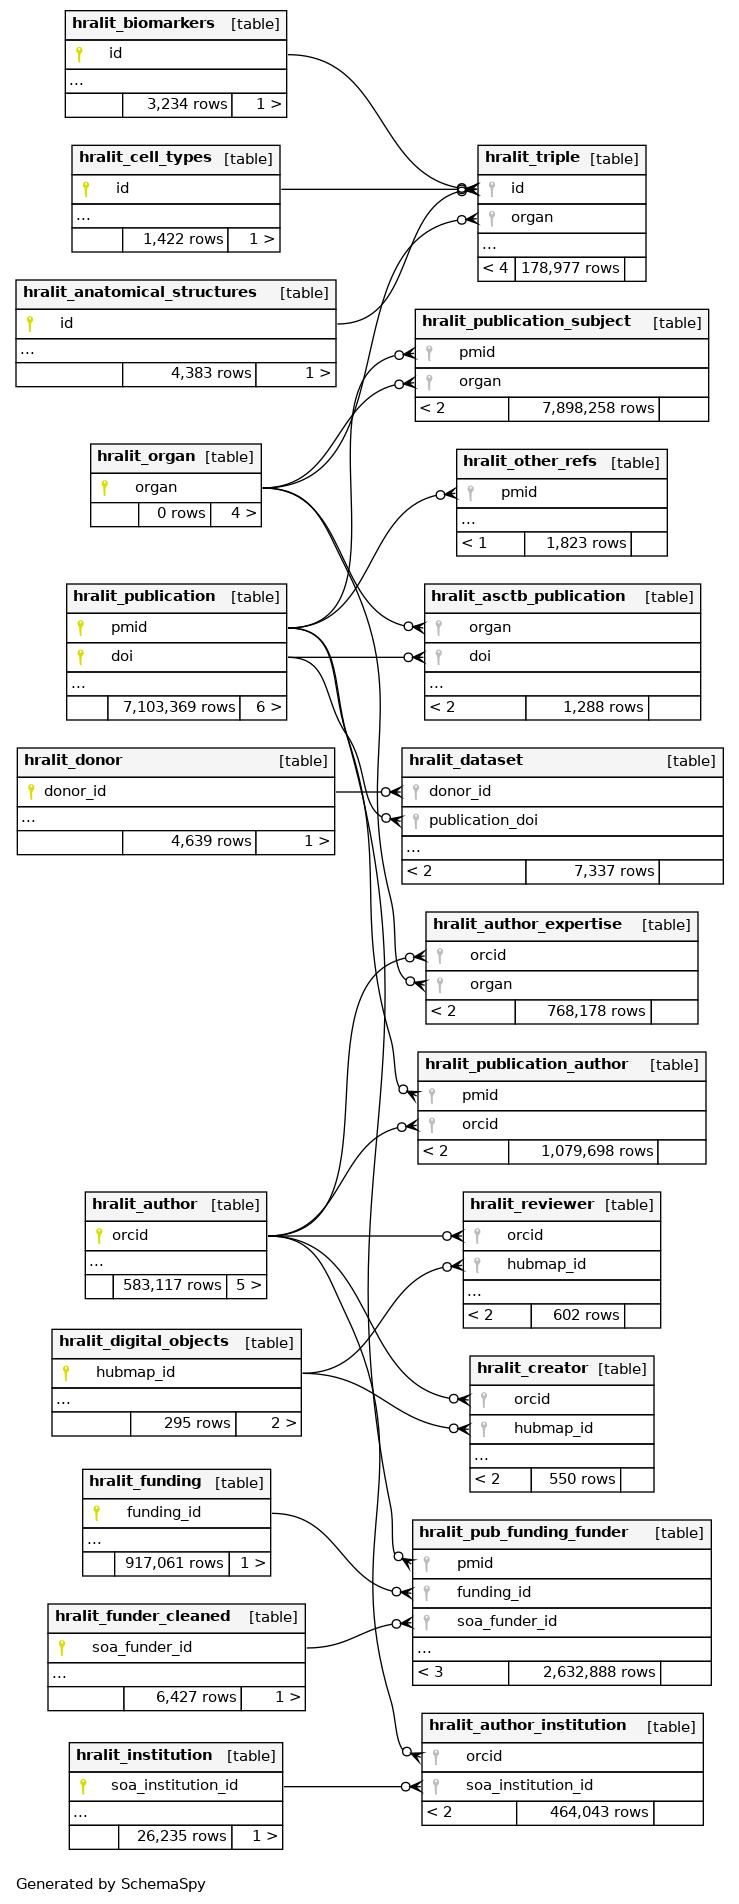 hralit_biomarkers [table]
id
...
3,234 rows 1 >
hralit_cell_types [table]
id
...
1,422 rows 1 >
hralit_triple [table]
id
organ
...
< 4 178,977 rows
hralit_anatomical_structures [table]
id
...
4,383 rows 1 >
hralit_publication_subject [table]
pmid
organ
< 2 7,898,258 rows
hralit_organ [table]
organ
0 rows 4 >
hralit_other_refs [table]
pmid
...
< 1 1,823 rows
hralit_publication [table]
pmid
doi
...
7,103,369 rows 6 >
hralit_asctb_publication [table]
organ
doi
...
< 2 1,288 rows
hralit_donor [table]
donor_id
...
4,639 rows 1 >
hralit_dataset [table]
donor_id
publication_doi
...
< 2 7,337 rows
hralit_author_expertise [table]
orcid
organ
< 2 768,178 rows
hralit_publication_author [table]
pmid
orcid
< 2 1,079,698 rows
hralit_author [table]
orcid
...
583,117 rows 5 >
hralit_reviewer [table]
orcid
hubmap_id
...
< 2 602 rows
hralit_digital_objects [table]
hubmap_id
...
295 rows 2 >
hralit_creator [table]
orcid
hubmap_id
...
< 2 550 rows
hralit_funding [table]
funding_id
...
917,061 rows 1 >
hralit_pub_funding_funder [table]
pmid
funding_id
soa_funder_id
...
< 3 2,632,888 rows
hralit_funder_cleaned [table]
soa_funder_id
...
6,427 rows 1 >
hralit_author_institution [table]
orcid
soa_institution_id
< 2 464,043 rows
hralit_institution [table]
soa_institution_id
...
26,235 rows 1 >
Generated by SchemaSpy